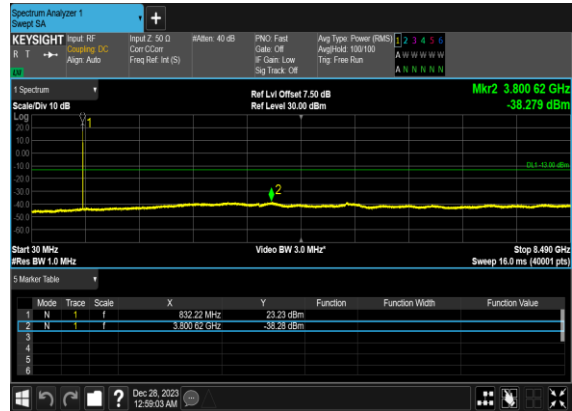 Spectrum Analyzer 1
Swept SA
+
KEYSIGHT
R T
Input: RF
Coupling: DC
Align: Auto
Input Z: 50 Ω
Corr CCorr
Freq Ref: Int (S)
#Atten: 40 dB
PNO: Fast
Gate: Off
IF Gain: Low
Sig Track: Off
Avg Type: Power (RMS)
Avg|Hold: 100/100
Trig: Free Run
1 2 3 4 5 6
A W W W W W
A N N N N N
1 Spectrum
Scale/Div 10 dB
Ref Lvl Offset 7.50 dB
Ref Level 30.00 dBm
Mkr2 3.800 62 GHz
-38.279 dBm
Log
20.0
10.0
0.00
-10.0
-20.0
-30.0
-40.0
-50.0
-60.0
1
2
DL1 -13.00 dBm
Start 30 MHz
#Res BW 1.0 MHz
Video BW 3.0 MHz*
Stop 8.490 GHz
Sweep 16.0 ms (40001 pts)
5 Marker Table
Mode Trace Scale X Y Function Function Width Function Value
1 N 1 f 832.22 MHz 23.23 dBm
2 N 1 f 3.800 62 GHz -38.28 dBm
3
4
5
6
?
Dec 28, 2023
12:59:03 AM